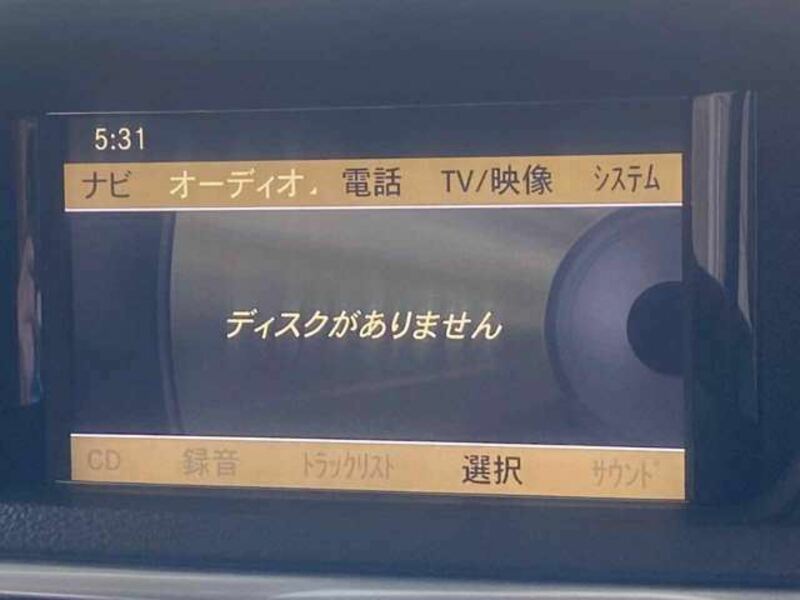 5:31
ナビ オーディオ 電話 TV/映像 システム
ディスクがありません
CD 録音 トラックリスト 選択 サウンド